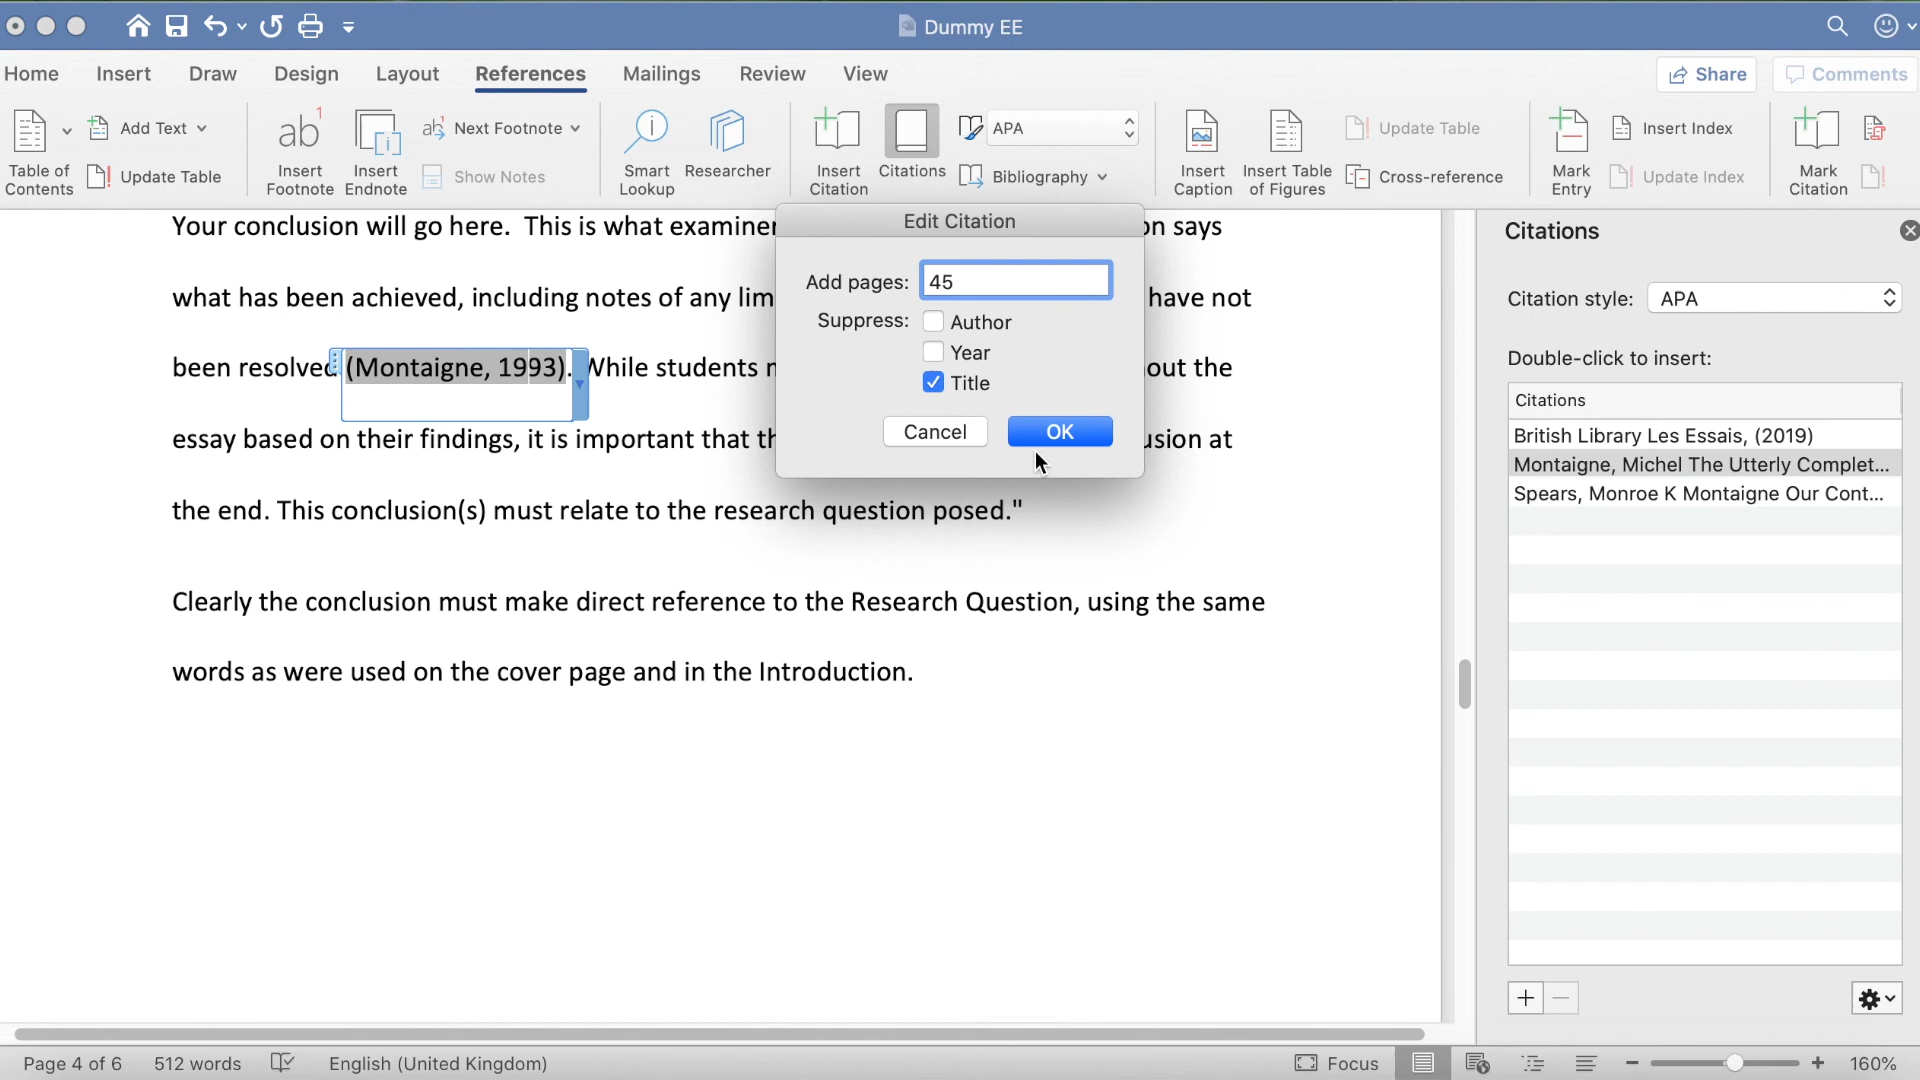 Dummy EE
Home Insert Draw Design Layout References Mailings Review View Share Comments
Table of Contents
Add Text
Update Table
Insert Footnote
Insert Endnote
Next Footnote
Show Notes
Smart Lookup
Researcher
Insert Citation
Citations
APA
Bibliography
Insert Caption
Insert Table of Figures
Update Table
Cross-reference
Mark Entry
Insert Index
Update Index
Mark Citation
Your conclusion will go here. This is what examiner
on says
what has been achieved, including notes of any lim
have not
been resolved (Montaigne, 1993). While students
out the
essay based on their findings, it is important that th
usion at
the end. This conclusion(s) must relate to the research question posed."
Clearly the conclusion must make direct reference to the Research Question, using the same
words as were used on the cover page and in the Introduction.
Edit Citation
Add pages: 45
Suppress: Author
Year
Title
Cancel OK
Citations
Citation style: APA
Double-click to insert:
Citations
British Library Les Essais, (2019)
Montaigne, Michel The Utterly Complet...
Spears, Monroe K Montaigne Our Cont...
Page 4 of 6 512 words English (United Kingdom) Focus 160%